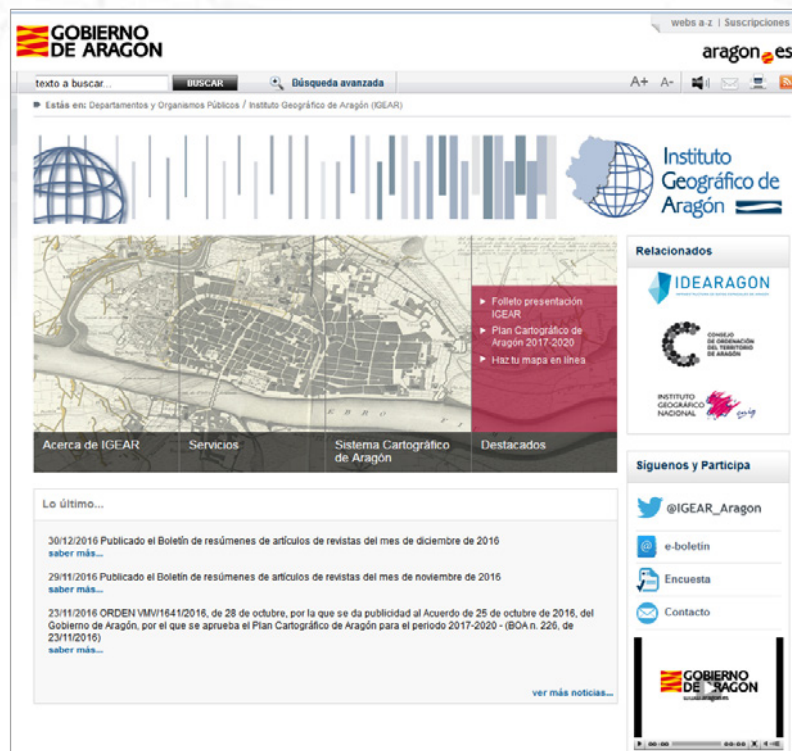 GOBIERNO
DE ARAGON
webs a-z | Suscripciones
aragon.es
texto a buscar...
BUSCAR
Búsqueda avanzada
A+ A-
Estás en: Departamentos y Organismos Públicos / Instituto Geográfico de Aragón (IGEAR)
Instituto
Geográfico de
Aragón
Folleto presentación
IGEAR
Plan Cartográfico de
Aragón 2017-2020
Haz tu mapa en línea
EBRO
Acerca de IGEAR
Servicios
Sistema Cartográfico
de Aragón
Destacados
Relacionados
IDEARAGON
CONSEJO
DE ORDENACIÓN
DEL TERRITORIO
DE ARAGÓN
INSTITUTO
GEOGRÁFICO
NACIONAL
cnig
Lo último...
30/12/2016 Publicado el Boletín de resúmenes de artículos de revistas del mes de diciembre de 2016
saber más...
29/11/2016 Publicado el Boletín de resúmenes de artículos de revistas del mes de noviembre de 2016
saber más...
23/11/2016 ORDEN VMV/1641/2016, de 28 de octubre, por la que se da publicidad al Acuerdo de 25 de octubre de 2016, del
Gobierno de Aragón, por el que se aprueba el Plan Cartográfico de Aragón para el periodo 2017-2020 - (BOA n. 226, de
23/11/2016)
saber más...
ver más noticias...
Síguenos y Participa
@IGEAR_Aragon
e-boletín
Encuesta
Contacto
GOBIERNO
DE ARAGON
00:00
00:00